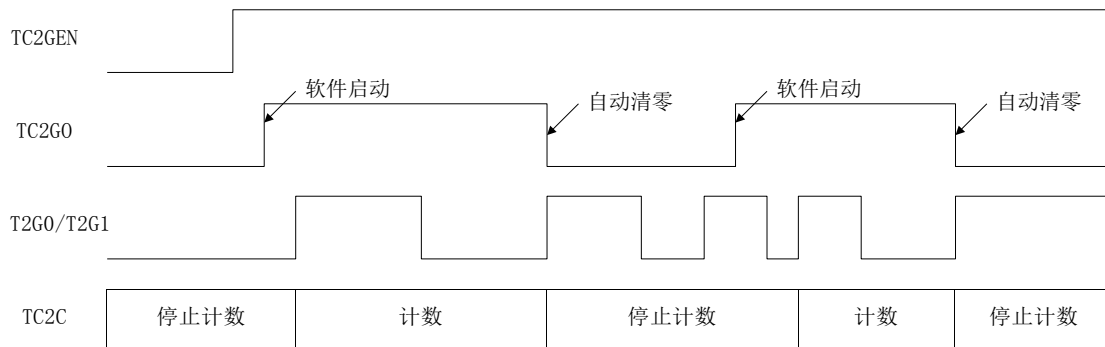 TC2GEN
软件启动
自动清零
软件启动
自动清零
TC2GO
T2G0/T2G1
TC2C
停止计数
计数
停止计数
计数
停止计数